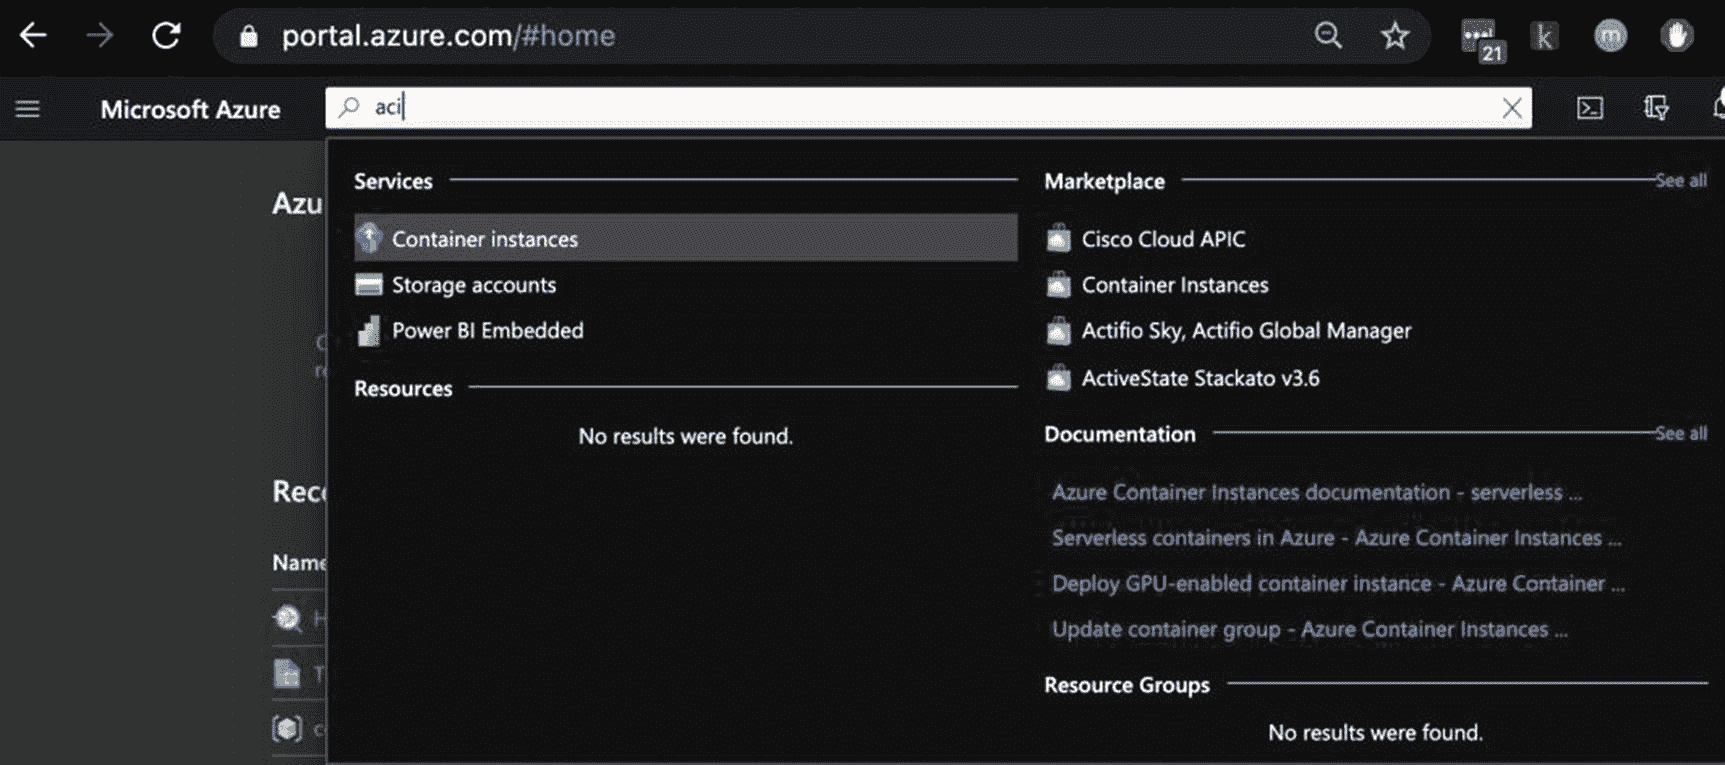 portal.azure.com/#home
21
k
m
Microsoft Azure
aci
Services
Container instances
Storage accounts
Power BI Embedded
Resources
No results were found.
Marketplace
See all
Cisco Cloud APIC
Container Instances
Actifio Sky, Actifio Global Manager
ActiveState Stackato v3.6
Documentation
See all
Azure Container Instances documentation - serverless ...
Serverless containers in Azure - Azure Container Instances ...
Deploy GPU-enabled container instance - Azure Container ...
Update container group - Azure Container Instances ...
Resource Groups
No results were found.
Azu
Rec
Name